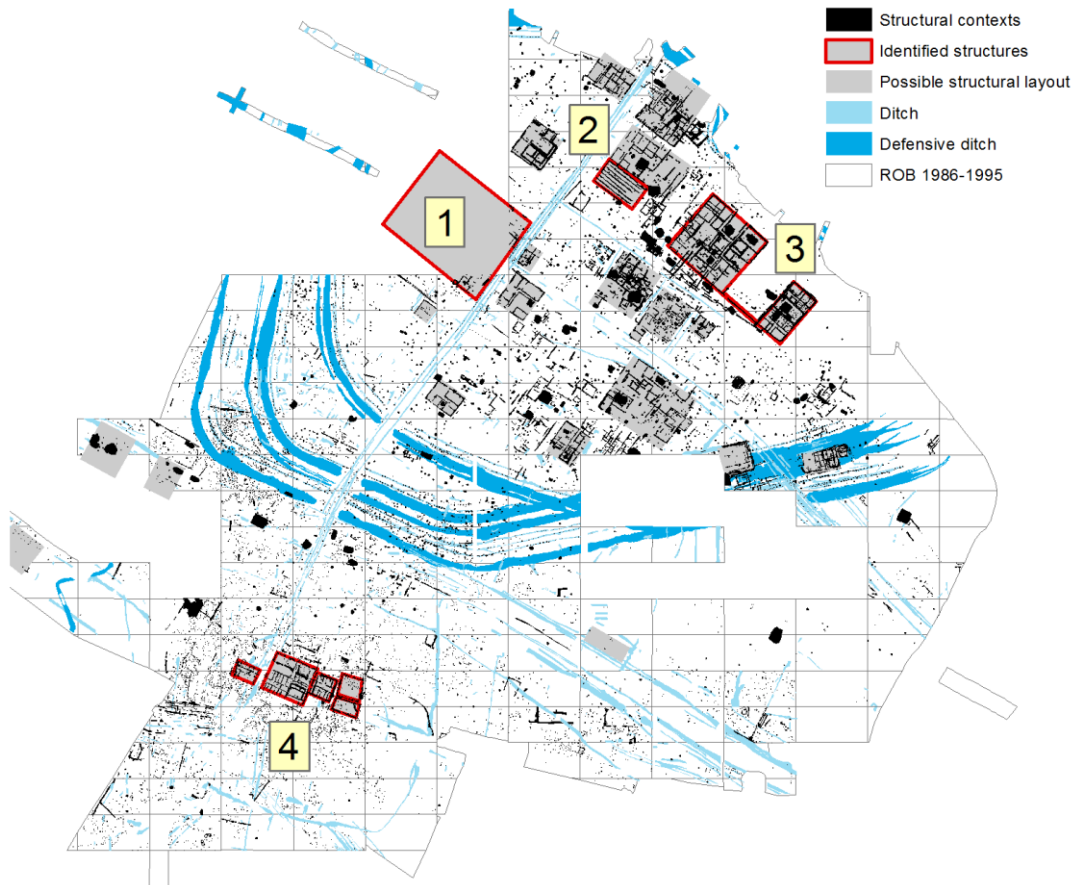 Structural contexts
Identified structures
Possible structural layout
Ditch
Defensive ditch
ROB 1986-1995
2
1
3
4